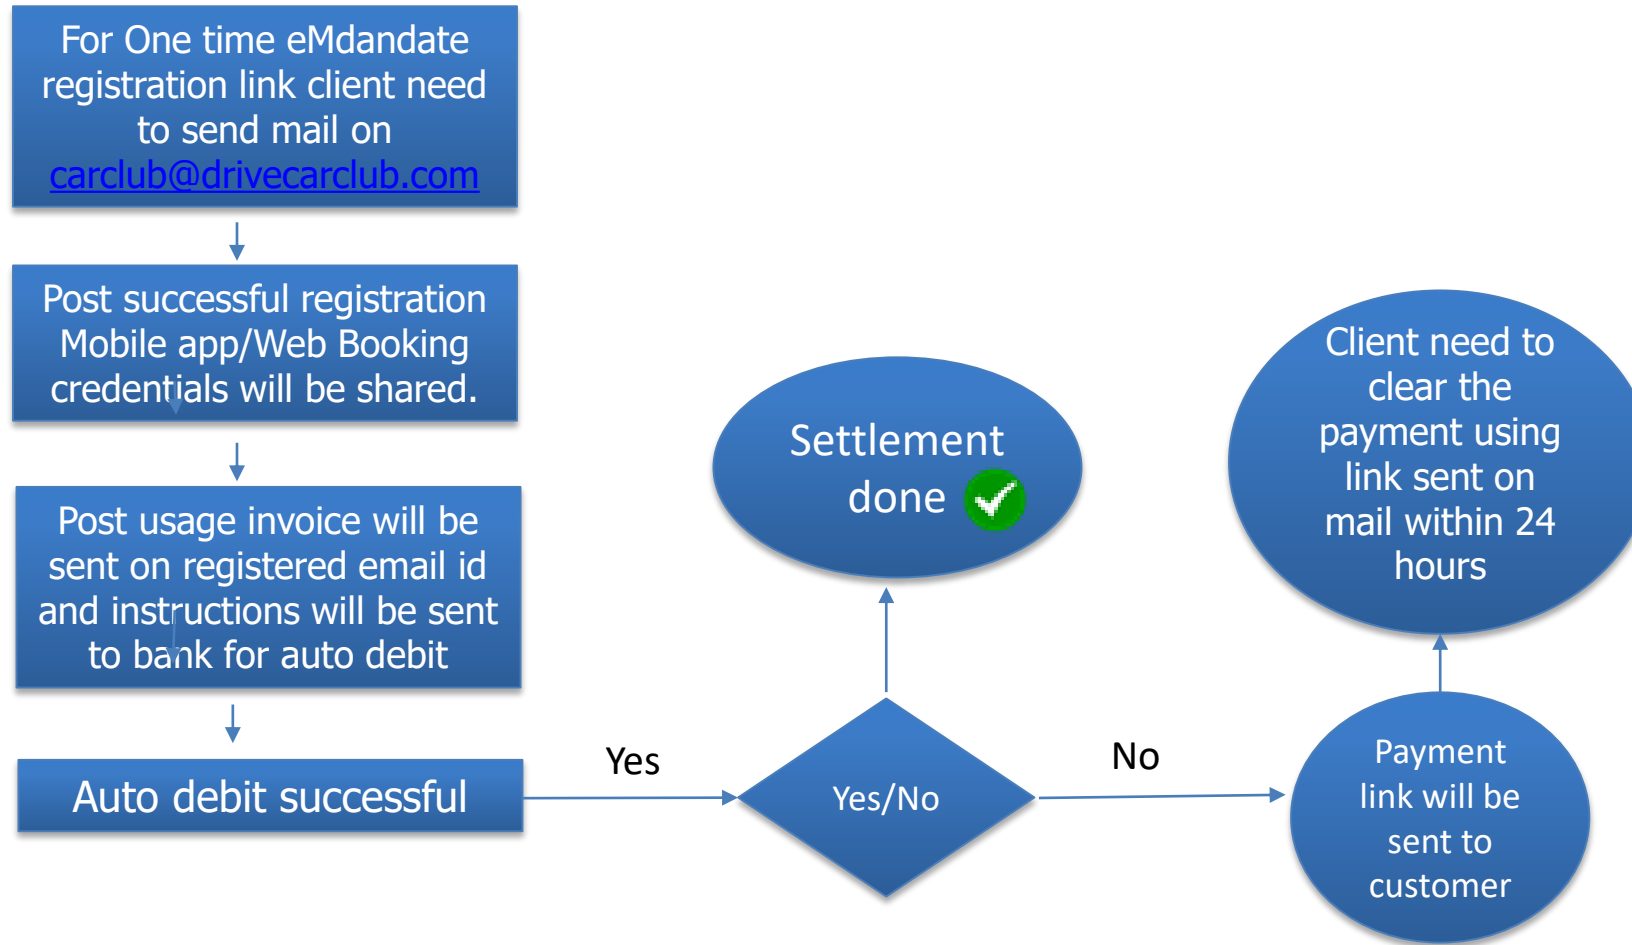 For One time eMdandate
registration link client need
to send mail on
carclub@drivecarclub.com
Post successful registration
Mobile app/Web Booking
credentials will be shared.
Post usage invoice will be
sent on registered email id
and instructions will be sent
to bank for auto debit
Auto debit successful
Yes
Yes/No
Settlement
done
No
Payment
link will be
sent to
customer
Client need to
clear the
payment using
link sent on
mail within 24
hours